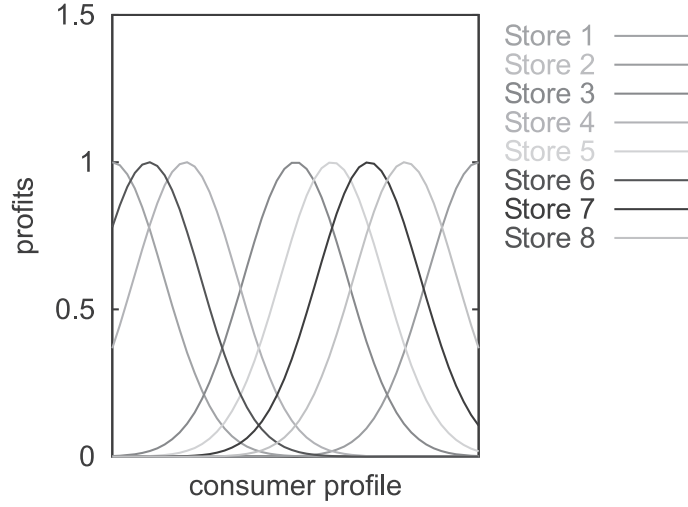 1.5
1
0.5
0
profits
consumer profile
Store 1
Store 2
Store 3
Store 4
Store 5
Store 6
Store 7
Store 8